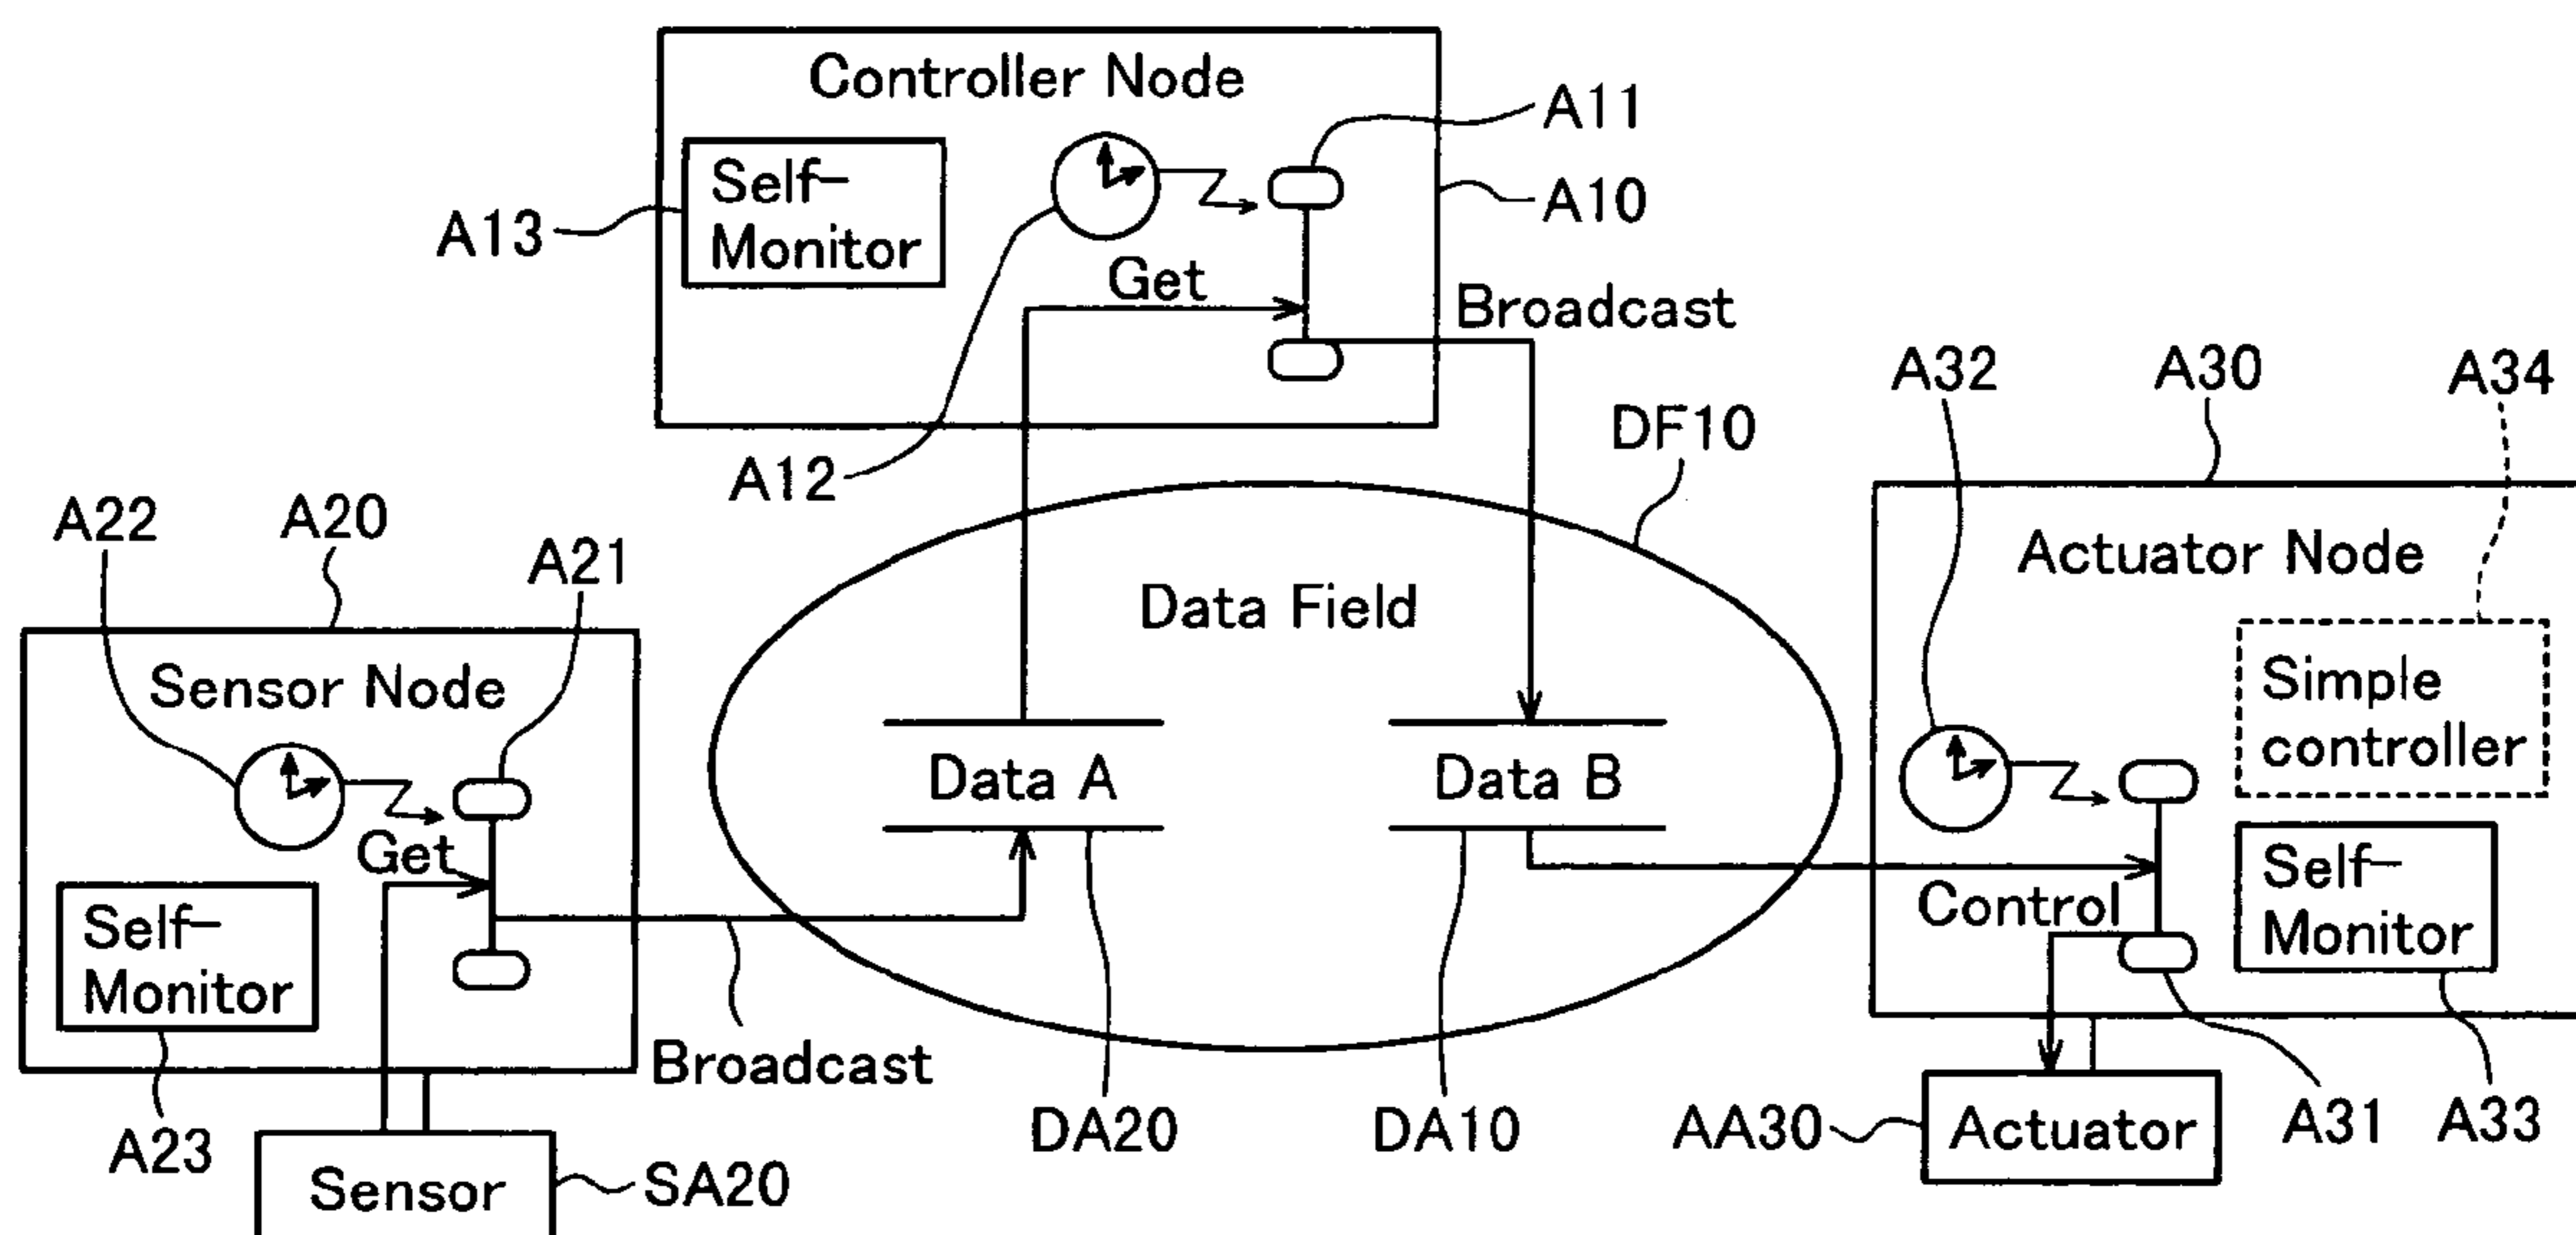 Controller Node
A11
Self-
Monitor
A10
A13
Get
Broadcast
A32
A30
A34
DF10
A12
A22
A20
A21
Actuator Node
Data Field
Sensor Node
Simple
controller
Data A
Data B
Get
Self-
Monitor
Control
Self-
Monitor
Broadcast
DA20
DA10
AA30
Actuator
A31
A33
A23
Sensor
SA20